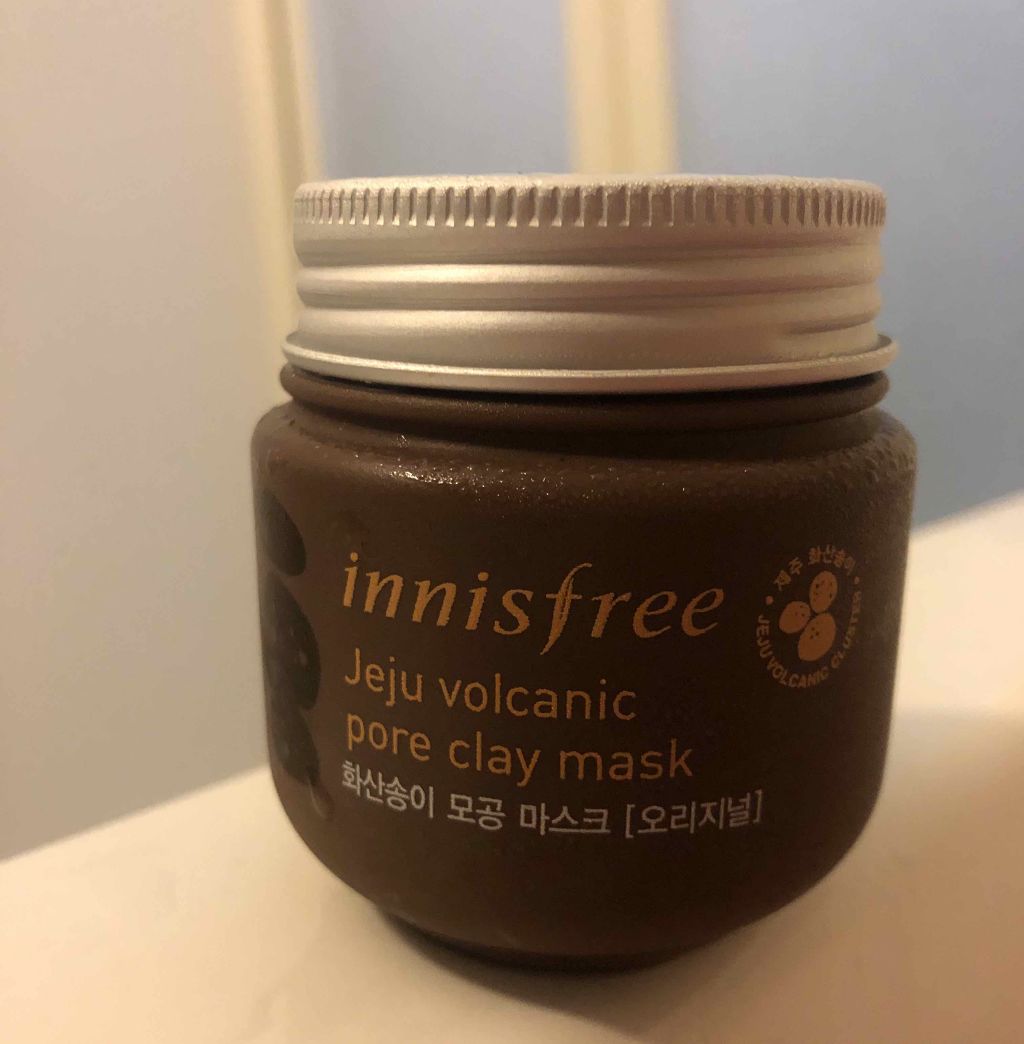 innisfree
Jeju volcanic
pore clay mask
화산송이 모공 마스크 [오리지널]
제주 화산송이
JEJU VOLCANIC CLUSTER